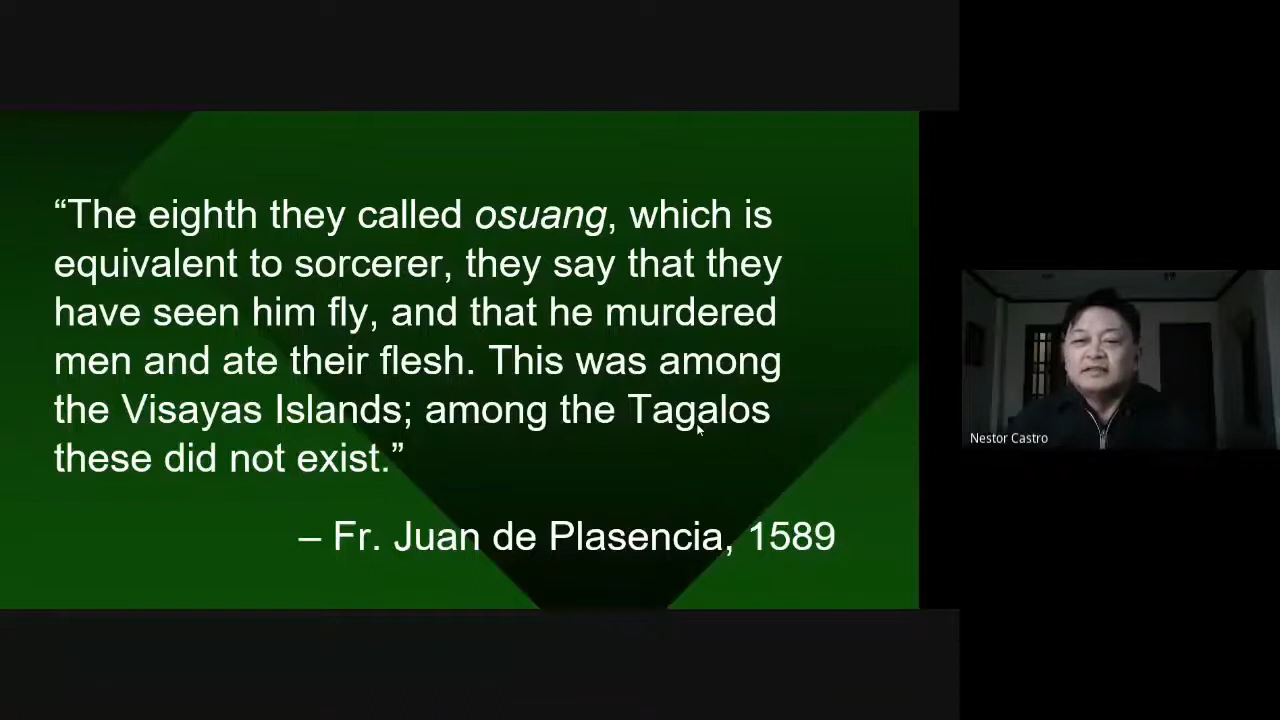 “The eighth they called osuang, which is
equivalent to sorcerer, they say that they
have seen him fly, and that he murdered
men and ate their flesh. This was among
the Visayas Islands; among the Tagalos
these did not exist.”
– Fr. Juan de Plasencia, 1589
Nestor Castro